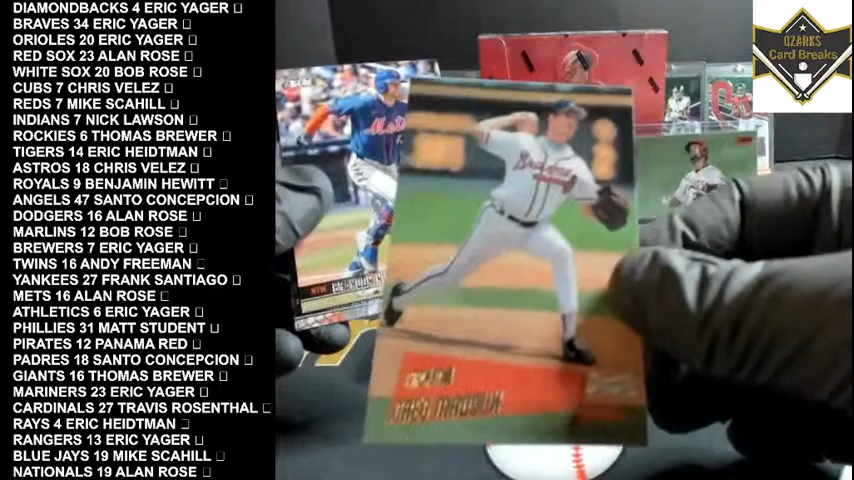 DIAMONDBACKS 4 ERIC YAGER
BRAVES 34 ERIC YAGER
ORIOLES 20 ERIC YAGER
RED SOX 23 ALAN ROSE
WHITE SOX 20 BOB ROSE
CUBS 7 CHRIS VELEZ
REDS 7 MIKE SCAHILL
INDIANS 7 NICK LAWSON
ROCKIES 6 THOMAS BREWER
TIGERS 14 ERIC HEIDTMAN
ASTROS 18 CHRIS VELEZ
ROYALS 9 BENJAMIN HEWITT
ANGELS 47 SANTO CONCEPCION
DODGERS 16 ALAN ROSE
MARLINS 12 BOB ROSE
BREWERS 7 ERIC YAGER
TWINS 16 ANDY FREEMAN
YANKEES 27 FRANK SANTIAGO
METS 16 ALAN ROSE
ATHLETICS 6 ERIC YAGER
PHILLIES 31 MATT STUDENT
PIRATES 12 PANAMA RED
PADRES 18 SANTO CONCEPCION
GIANTS 16 THOMAS BREWER
MARINERS 23 ERIC YAGER
CARDINALS 27 TRAVIS ROSENTHAL
RAYS 4 ERIC HEIDTMAN
RANGERS 13 ERIC YAGER
BLUE JAYS 19 MIKE SCAHILL
NATIONALS 19 ALAN ROSE
OZARKS
Card Breaks
Mets
Braves
GREG MADDUX